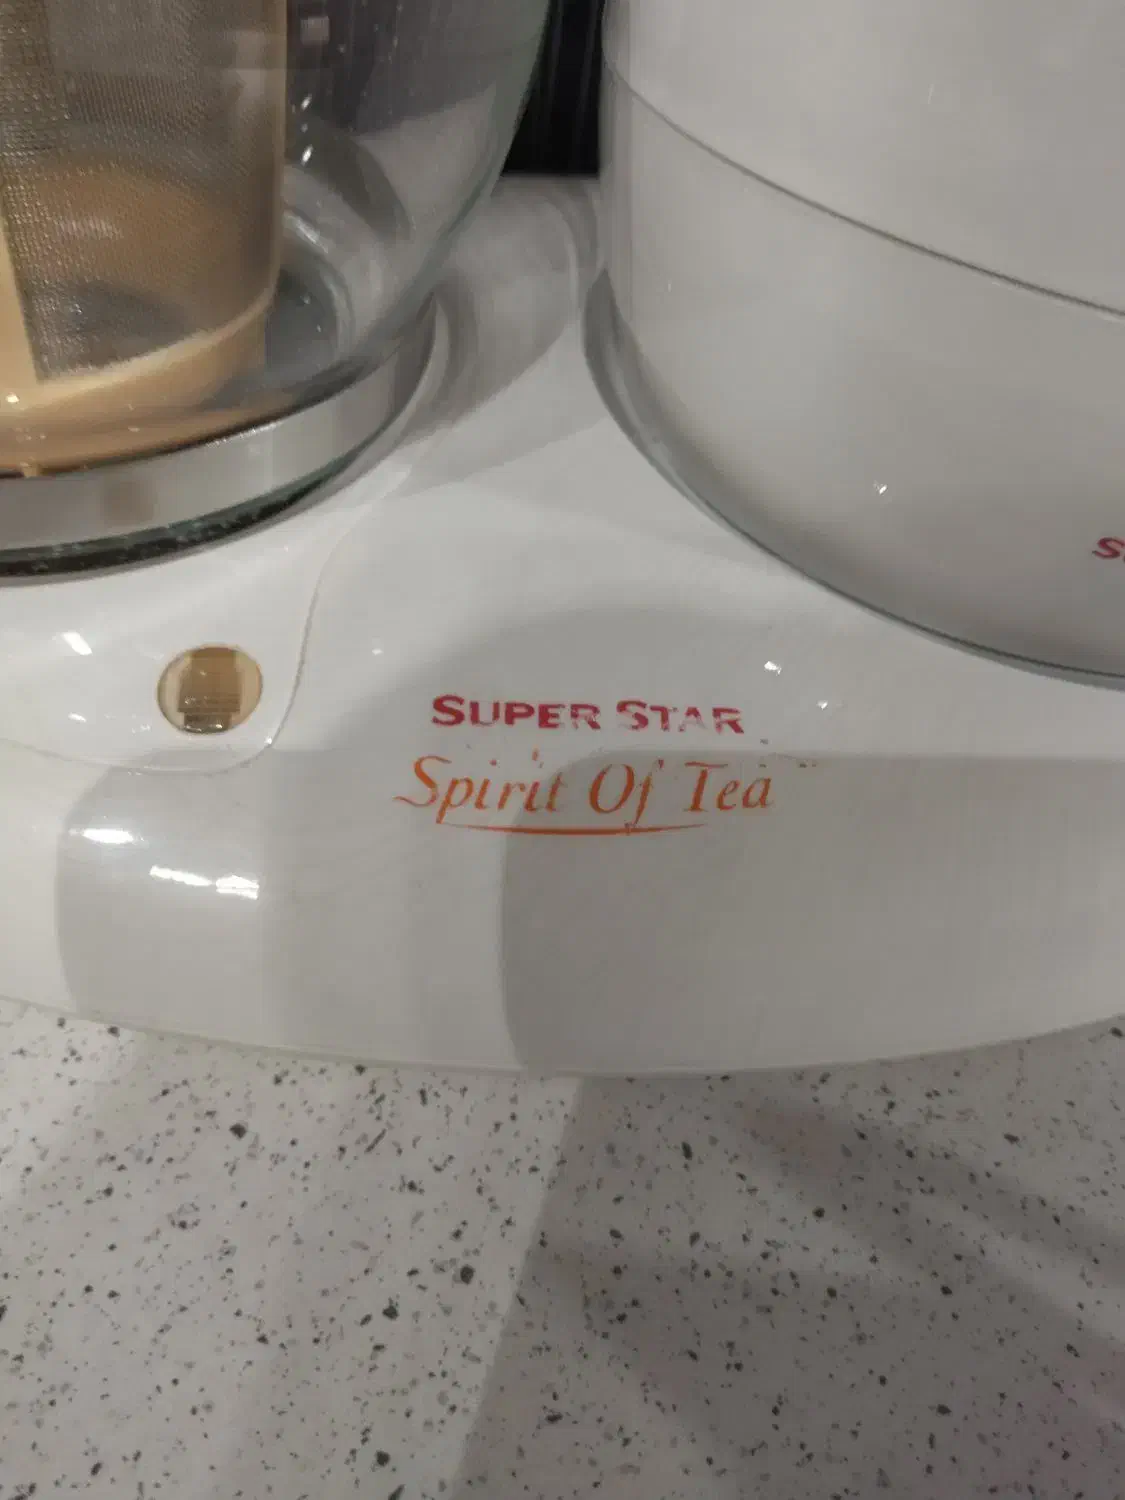 SUPER STAR
Spirit Of Tea